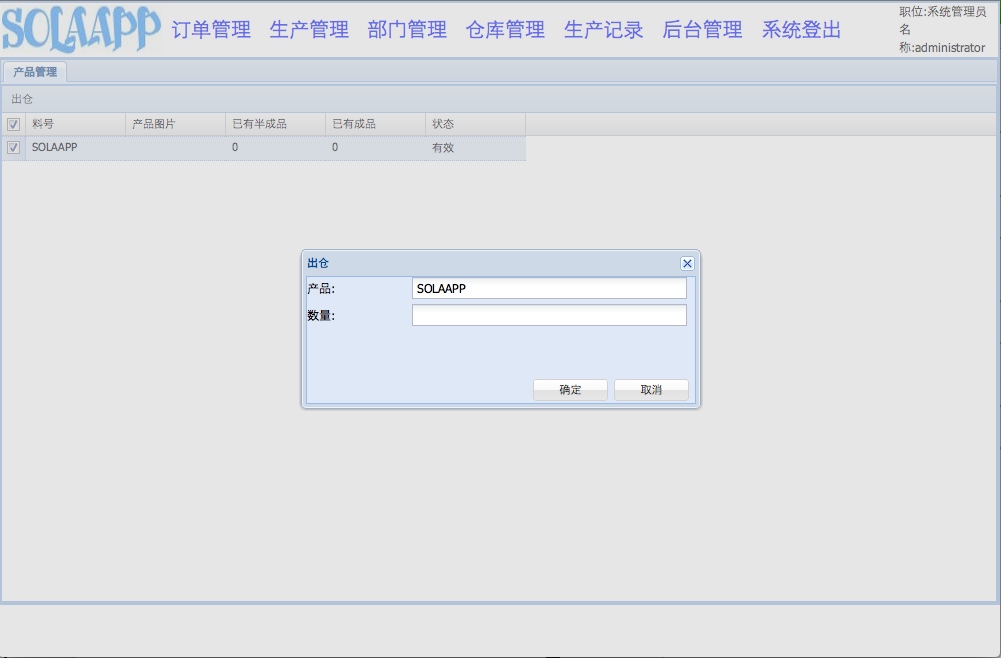 SOLAAPP 订单管理 生产管理 部门管理 仓库管理 生产记录 后台管理 系统登出
职位:系统管理员
名
称:administrator
产品管理
出仓
料号 产品图片 已有半成品 已有成品 状态
SOLAAPP 0 0 有效
出仓
产品: SOLAAPP
数量:
确定 取消